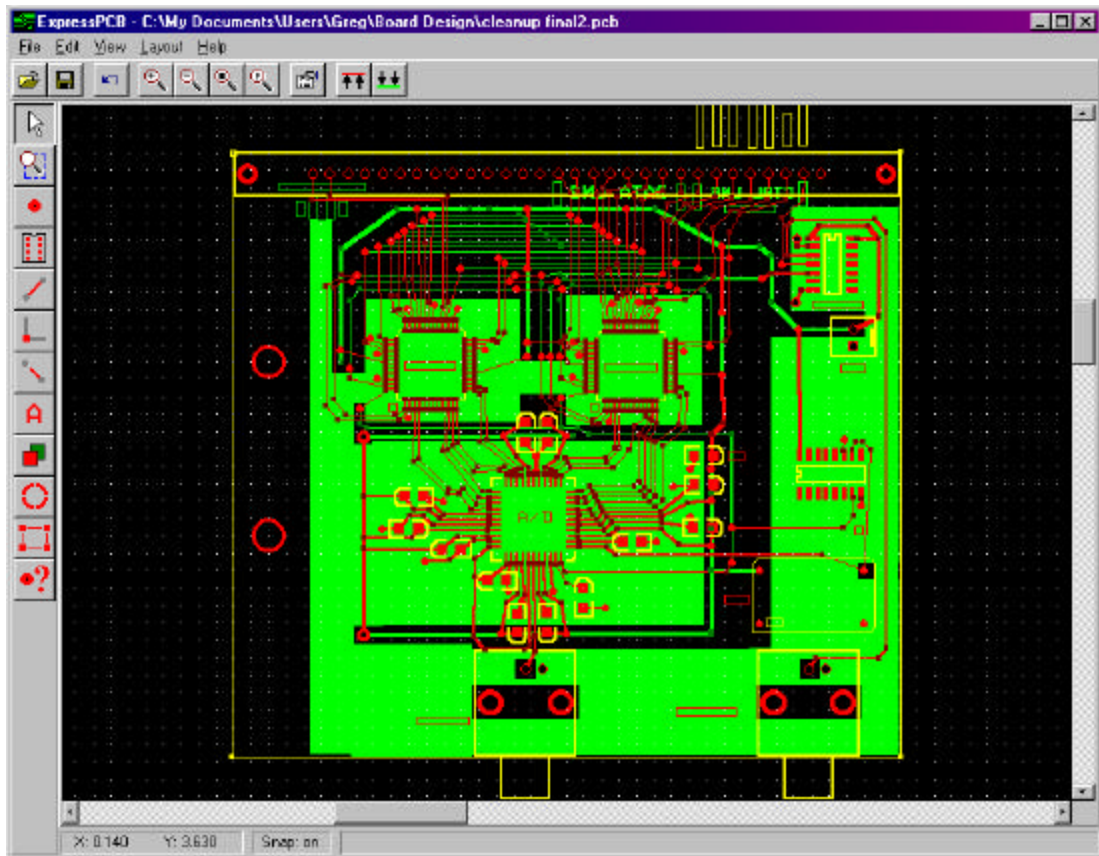 ExpressPCB - C:\My Documents\Users\Greg\Board Design\cleanup final2.pcb
File Edit View Layout Help
A
?
A/D
X: 0.140 Y: 3.630 Snap: on